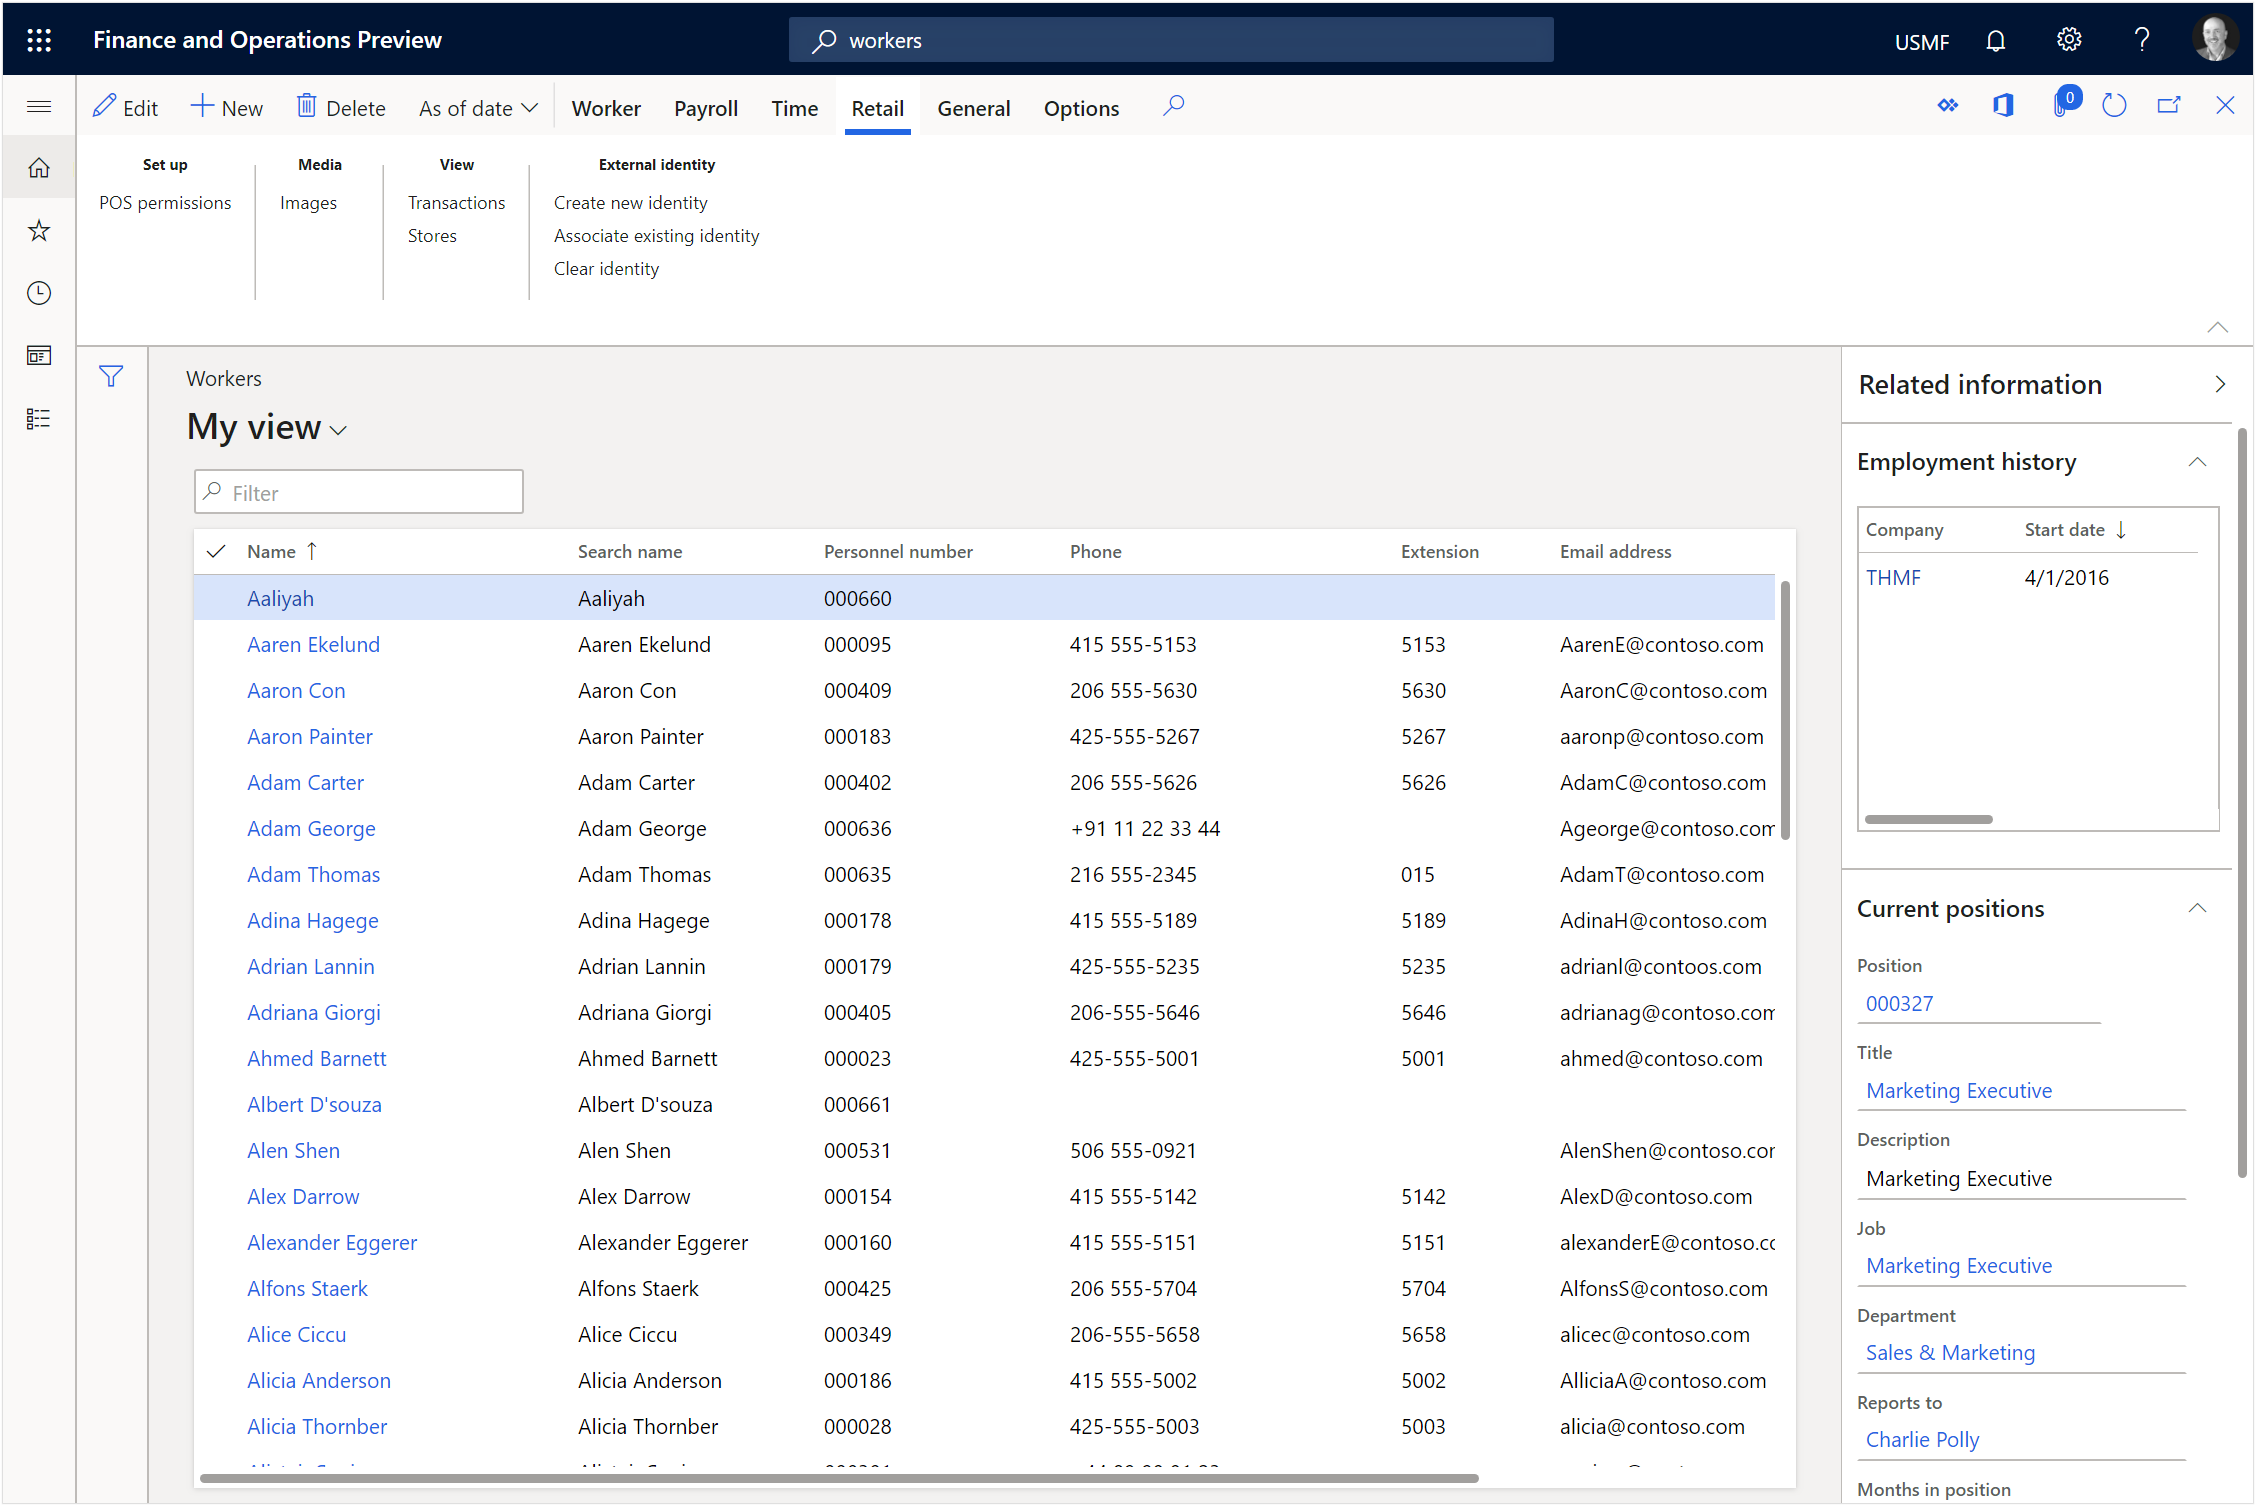 Finance and Operations Preview
workers
USMF
Edit New Delete As of date Worker Payroll Time Retail General Options
0
Set up Media View External identity
POS permissions Images Transactions Create new identity
Stores Associate existing identity
Clear identity
Workers
My view
Filter
Name Search name Personnel number Phone Extension Email address
Aaliyah Aaliyah 000660
Aaren Ekelund Aaren Ekelund 000095 415 555-5153 5153 AarenE@contoso.com
Aaron Con Aaron Con 000409 206 555-5630 5630 AaronC@contoso.com
Aaron Painter Aaron Painter 000183 425-555-5267 5267 aaronp@contoso.com
Adam Carter Adam Carter 000402 206 555-5626 5626 AdamC@contoso.com
Adam George Adam George 000636 +91 11 22 33 44 Ageorge@contoso.com
Adam Thomas Adam Thomas 000635 216 555-2345 015 AdamT@contoso.com
Adina Hagege Adina Hagege 000178 415 555-5189 5189 AdinaH@contoso.com
Adrian Lannin Adrian Lannin 000179 425-555-5235 5235 adrianl@contoos.com
Adriana Giorgi Adriana Giorgi 000405 206-555-5646 5646 adrianag@contoso.com
Ahmed Barnett Ahmed Barnett 000023 425-555-5001 5001 ahmed@contoso.com
Albert D'souza Albert D'souza 000661
Alen Shen Alen Shen 000531 506 555-0921 AlenShen@contoso.cor
Alex Darrow Alex Darrow 000154 415 555-5142 5142 AlexD@contoso.com
Alexander Eggerer Alexander Eggerer 000160 415 555-5151 5151 alexanderE@contoso.cc
Alfons Staerk Alfons Staerk 000425 206 555-5704 5704 AlfonsS@contoso.com
Alice Ciccu Alice Ciccu 000349 206-555-5658 5658 alicec@contoso.com
Alicia Anderson Alicia Anderson 000186 415 555-5002 5002 AlliciaA@contoso.com
Alicia Thornber Alicia Thornber 000028 425-555-5003 5003 alicia@contoso.com
Related information
Employment history
Company Start date
THMF 4/1/2016
Current positions
Position
000327
Title
Marketing Executive
Description
Marketing Executive
Job
Marketing Executive
Department
Sales & Marketing
Reports to
Charlie Polly
Months in position